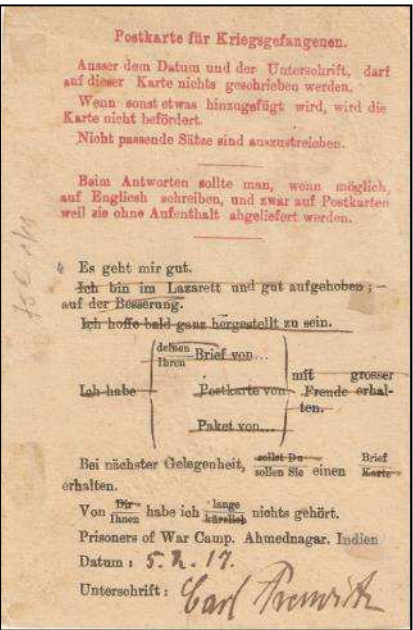 Postkarte für Kriegsgefangenen.
Ausser dem Datum und der Unterschrift, darf
auf dieser Karte nichts geschrieben werden.
Wenn sonst etwas hinzugefügt wird, wird die
Karte nicht befördert.
Nicht passende Sätze sind auszustreichen.
Beim Antworten sollte man, wenn möglich,
auf Englisch schreiben, und zwar auf Postkarten
weil sie ohne Aufenthalt abgeliefert werden.
Es geht mir gut.
Ich bin im Lazarett und gut aufgehoben; –
auf der Besserung.
Ich hoffe bald ganz hergestellt zu sein.
deinen
Ihren
Brief von...
Ich habe
Postkarte von
mit grosser
Freude erhal-
ten.
Paket von...
Bei nächster Gelegenheit, sollst Du
sollen Sie
einen
Brief
Karte
erhalten.
Von
Dir
Ihnen
habe ich
lange
kürzlich
nichts gehört.
Prisoners of War Camp. Ahmednagar. Indien
Datum : 5. 2. 17.
Unterschrift : Carl